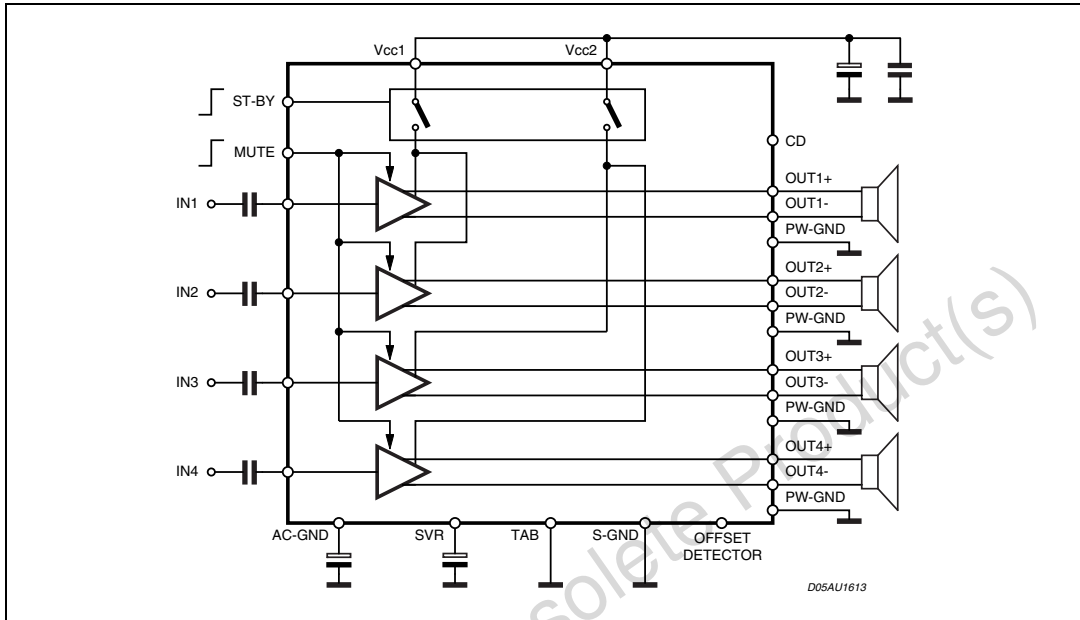 Vcc1 Vcc2
ST-BY
CD
MUTE
OUT1+
IN1
OUT1-
PW-GND
OUT2+
IN2
OUT2-
PW-GND
OUT3+
IN3
OUT3-
PW-GND
OUT4+
IN4
OUT4-
PW-GND
AC-GND SVR TAB S-GND OFFSET
DETECTOR
D05AU1613
solete Product(s)